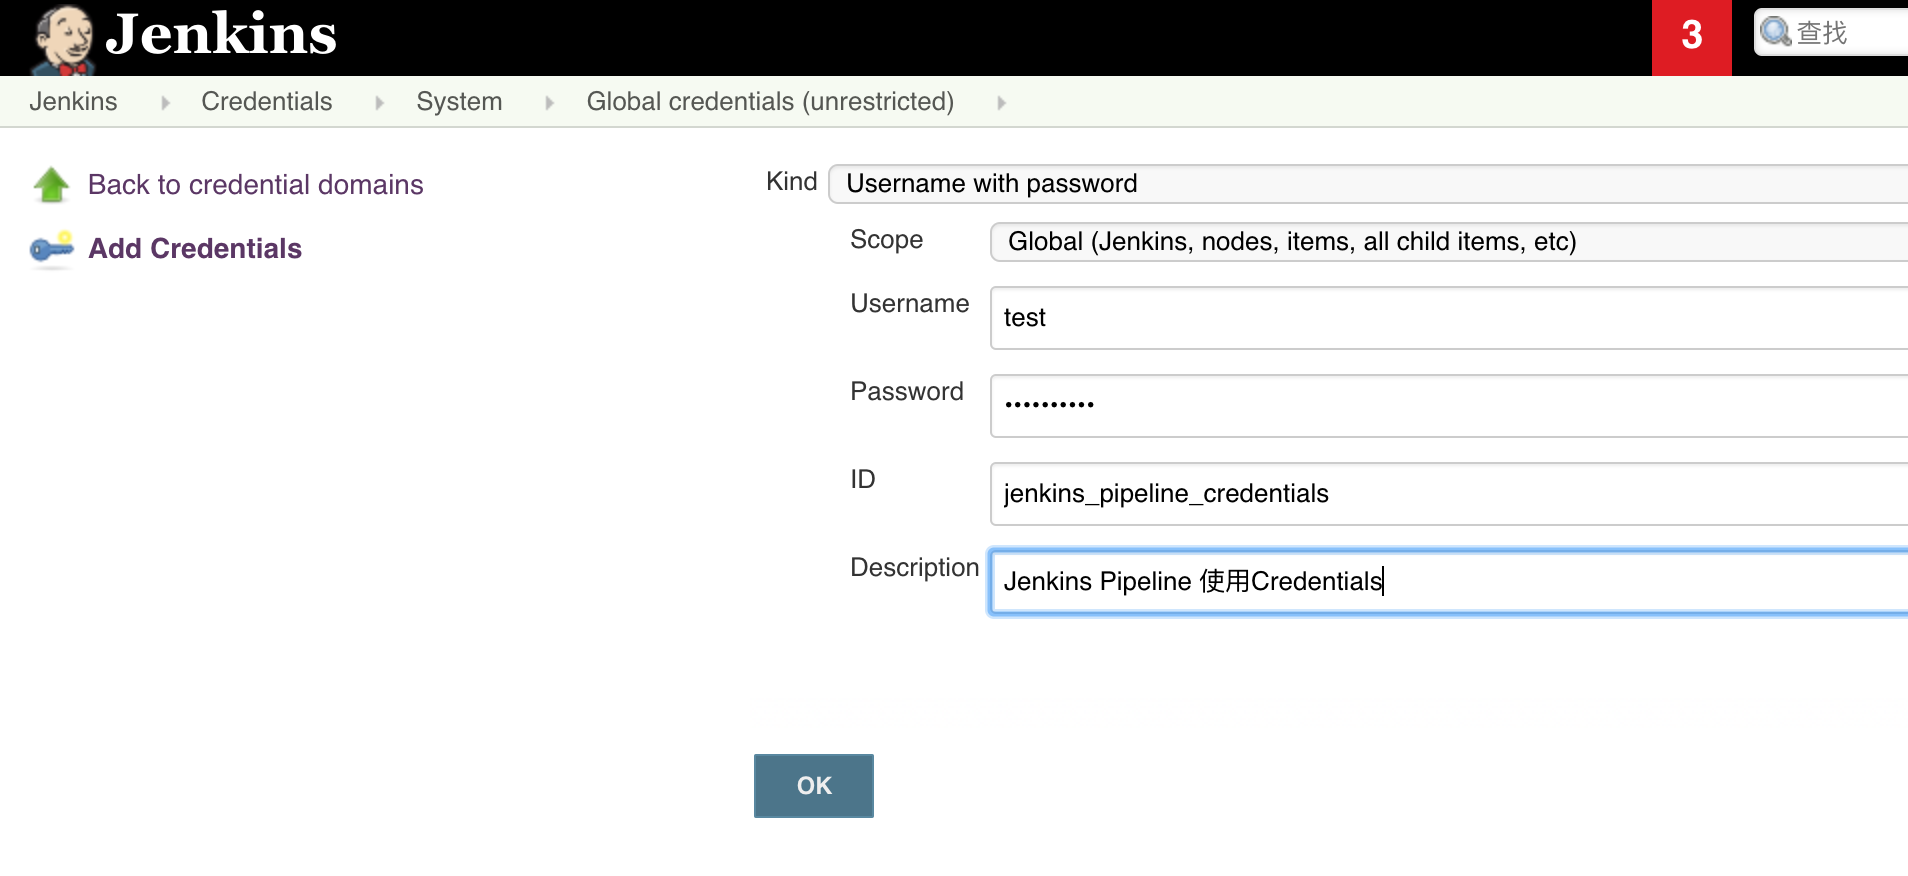 Jenkins
3
查找
Jenkins Credentials System Global credentials (unrestricted)
Back to credential domains
Add Credentials
Kind Username with password
Scope Global (Jenkins, nodes, items, all child items, etc)
Username test
Password ••••••••••
ID jenkins_pipeline_credentials
Description Jenkins Pipeline 使用Credentials
OK